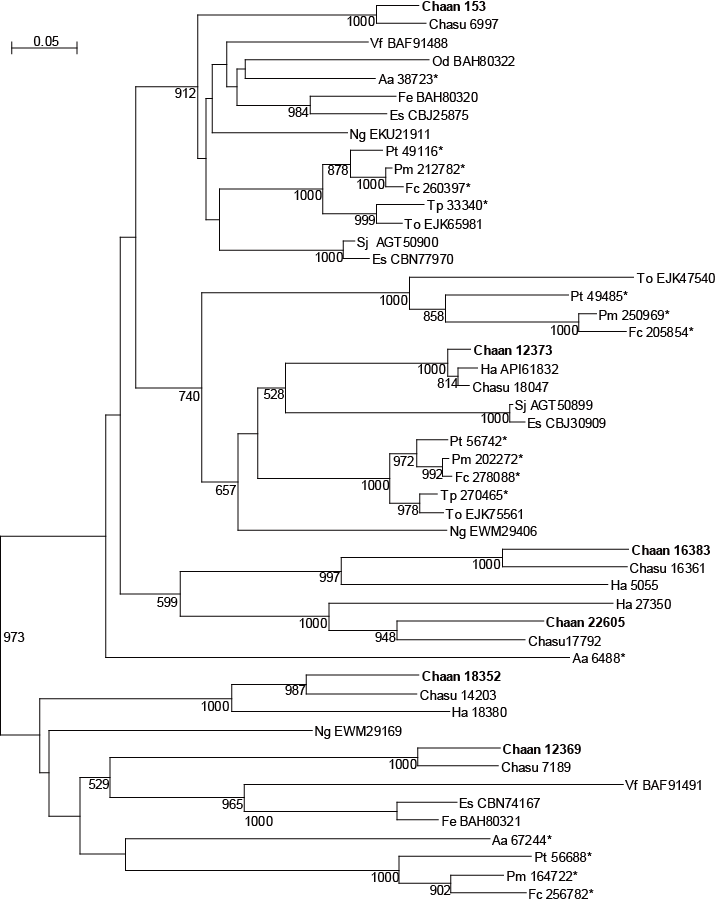 Chaan 153
1000
Chasu 6997
0.05
Vf BAF91488
Od BAH80322
Aa 38723*
912
Fe BAH80320
984
Es CBJ25875
Ng EKU21911
Pt 49116*
878
Pm 212782*
1000
Fc 260397*
1000
Tp 33340*
999
To EJK65981
Sj AGT50900
1000
Es CBN77970
To EJK47540
1000
Pt 49485*
858
Pm 250969*
1000
Fc 205854*
Chaan 12373
1000
Ha API61832
814
Chasu 18047
740
528
Sj AGT50899
1000
Es CBJ30909
Pt 56742*
972
Pm 202272*
992
Fc 278088*
1000
657
Tp 270465*
978
To EJK75561
Ng EWM29406
Chaan 16383
1000
Chasu 16361
997
Ha 5055
599
Ha 27350
1000
Chaan 22605
948
Chasu17792
973
Aa 6488*
Chaan 18352
987
Chasu 14203
1000
Ha 18380
Ng EWM29169
Chaan 12369
1000
Chasu 7189
529
Vf BAF91491
965
Es CBN74167
1000
Fe BAH80321
Aa 67244*
Pt 56688*
1000
Pm 164722*
902
Fc 256782*